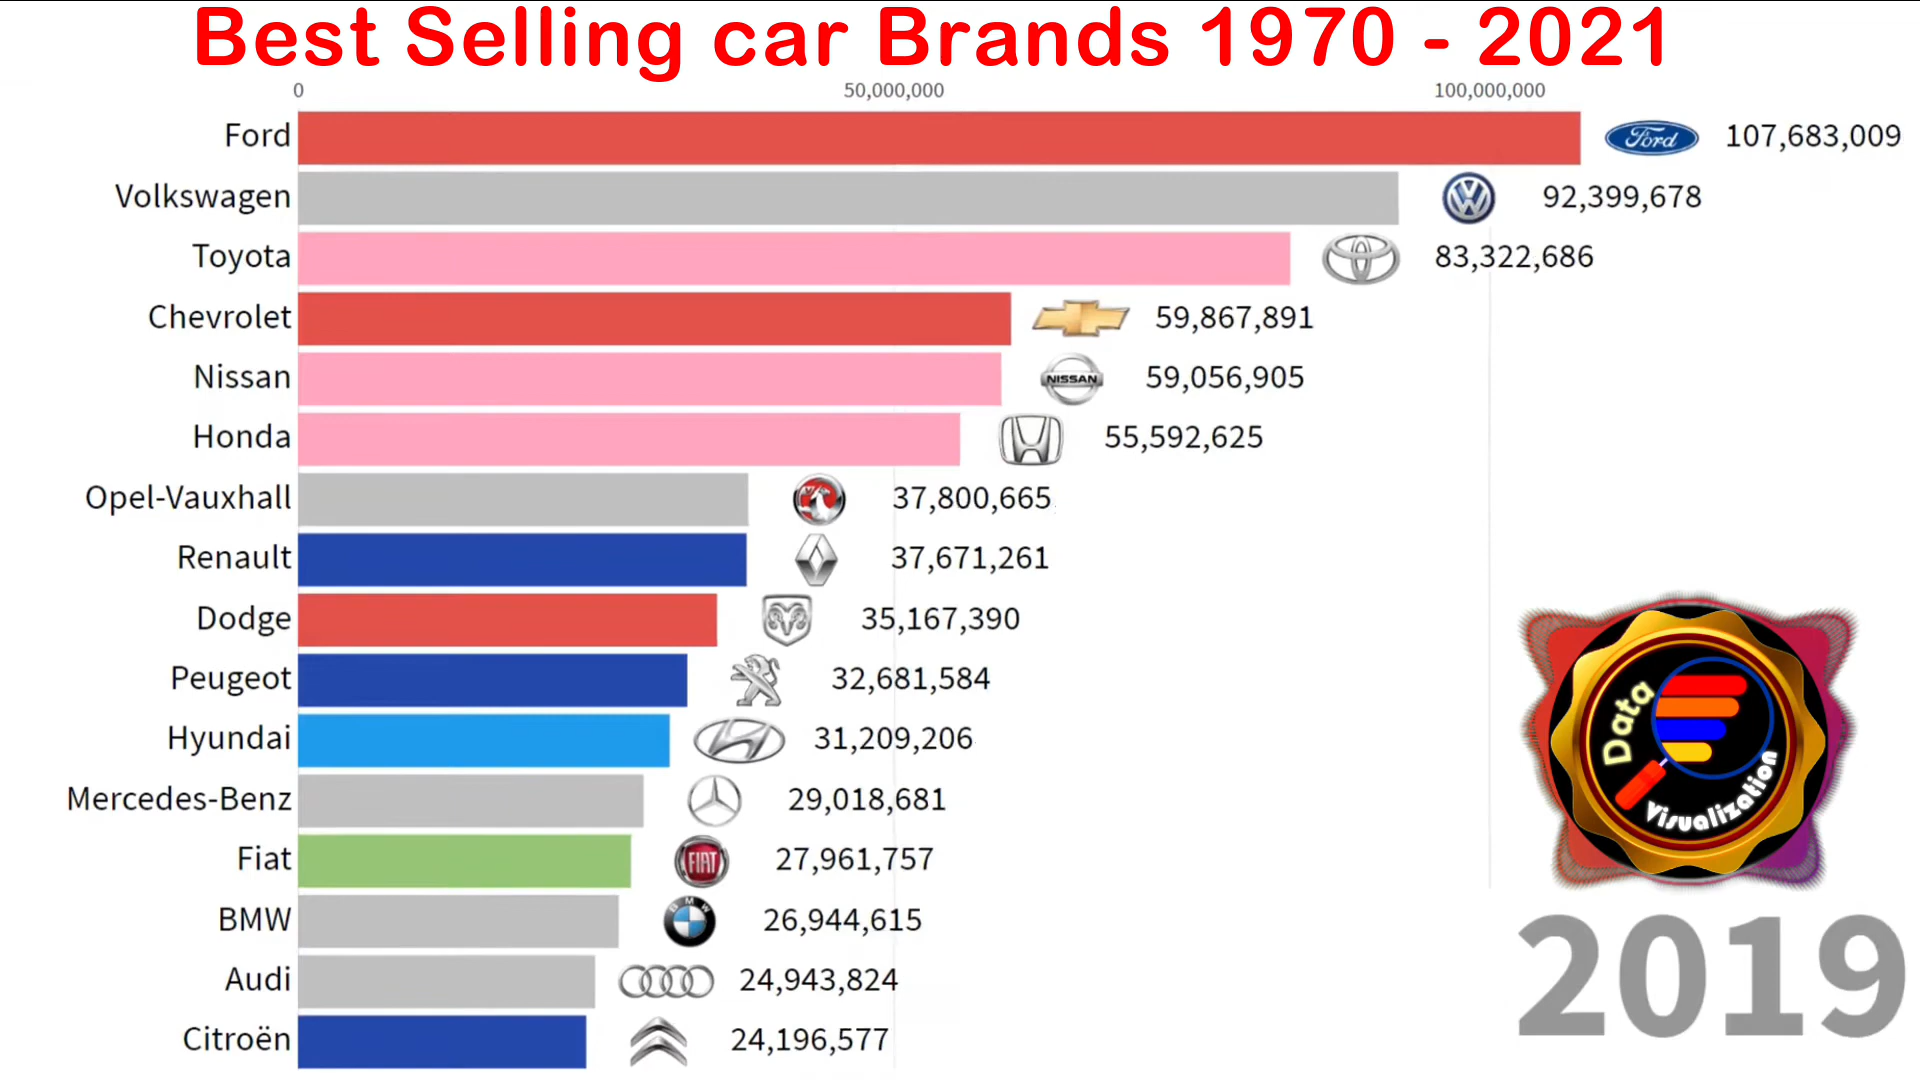 Best Selling car Brands 1970 - 2021
0 50,000,000 100,000,000
Ford Ford 107,683,009
Volkswagen 92,399,678
Toyota 83,322,686
Chevrolet 59,867,891
Nissan NISSAN 59,056,905
Honda 55,592,625
Opel-Vauxhall 37,800,665
Renault 37,671,261
Dodge 35,167,390
Peugeot 32,681,584
Hyundai 31,209,206
Mercedes-Benz 29,018,681
Fiat FIAT 27,961,757
BMW BMW 26,944,615
Audi 24,943,824
Citroën 24,196,577
Data
Visualization
2019